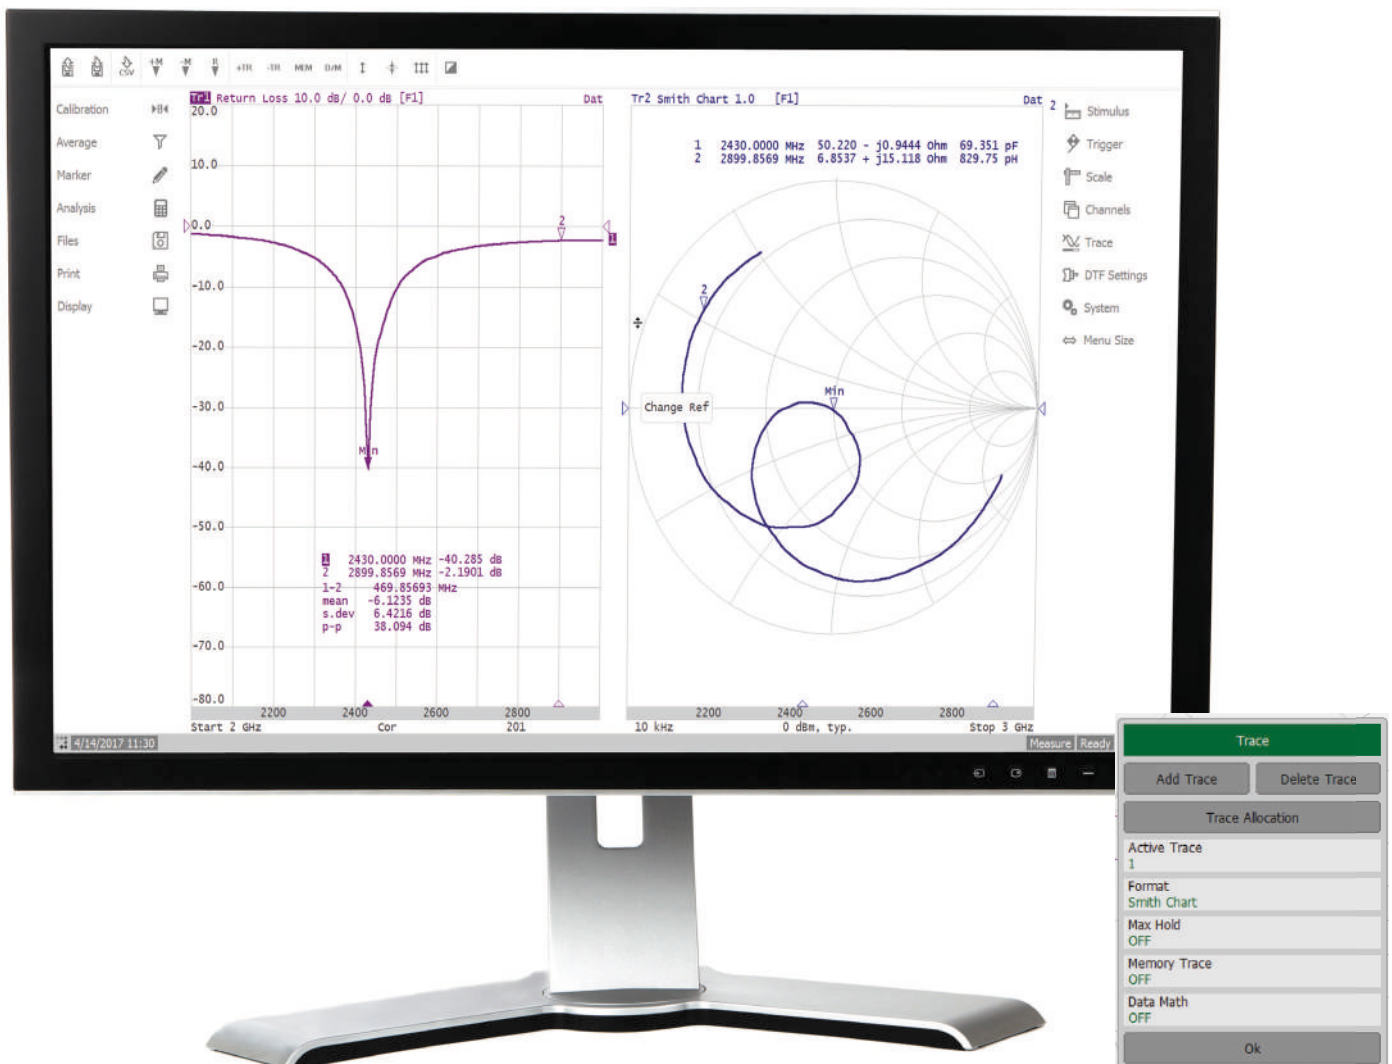 CSV +M -M R +TR -TR MEM D/M
Calibration
Average
Marker
Analysis
Files
Print
Display
Tr1 Return Loss 10.0 dB/ 0.0 dB [F1] Dat
20.0
10.0
0.0
-10.0
-20.0
-30.0
-40.0
-50.0
-60.0
-70.0
-80.0
2
1
Min
1 2430.0000 MHz -40.285 dB
2 2899.8569 MHz -2.1901 dB
1-2 469.85693 MHz
mean -6.1235 dB
s.dev 6.4216 dB
p-p 38.094 dB
2200 2400 2600 2800
Start 2 GHz Cor 201
Tr2 Smith Chart 1.0 [F1] Dat 2
1 2430.0000 MHz 50.220 - j0.9444 Ohm 69.351 pF
2 2899.8569 MHz 6.8537 + j15.118 Ohm 829.75 pH
2
Min
Change Ref
2200 2400 2600 2800
10 kHz 0 dBm, typ. Stop 3 GHz
Stimulus
Trigger
Scale
Channels
Trace
DTF Settings
System
Menu Size
4/14/2017 11:30 Measure Ready
Trace
Add Trace Delete Trace
Trace Allocation
Active Trace
1
Format
Smith Chart
Max Hold
OFF
Memory Trace
OFF
Data Math
OFF
Ok